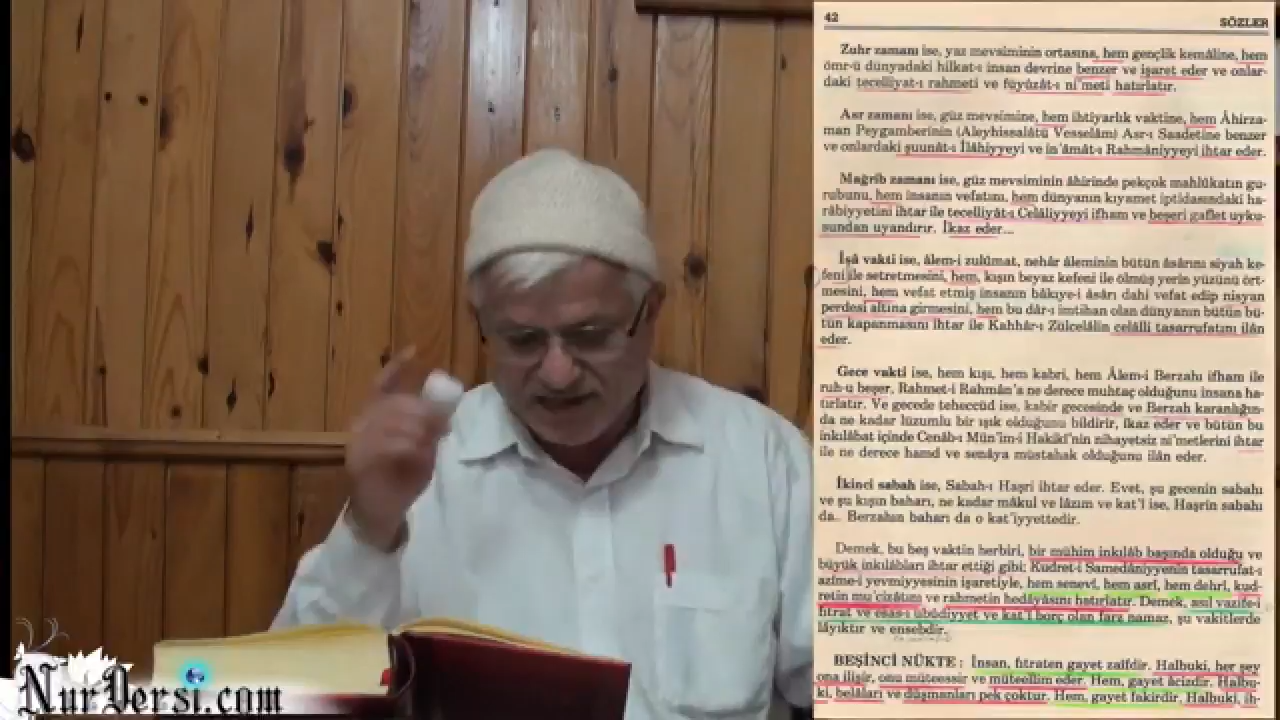 42
SÖZLER
Zuhr zamanı ise, yaz mevsiminin ortasına, hem gençlik kemâline, hem
ömr-ü dünyadaki hilkat-ı insan devrine benzer ve işaret eder ve onlar-
daki tecelliyat-ı rahmeti ve füyûzât-ı ni'meti hatırlatır.
Asr zamanı ise, güz mevsimine, hem ihtiyarlık vaktine, hem Âhirza-
man Peygamberinin (Aleyhissalâtü Vesselâm) Asr-ı Saadetine benzer
ve onlardaki şuunât-ı İlâhiyyeyi ve in'âmât-ı Rahmâniyyeyi ihtar eder.
Mağrib zamanı ise, güz mevsiminin âhirinde pekçok mahlûkatın gu-
rubunu, hem insanın vefatını, hem dünyanın kıyamet iptidasındaki ha-
râbiyyetini ihtar ile tecelliyât-ı Celâliyyeyi ifham ve beşeri gaflet uyku-
sundan uyandırır. İkaz eder...
İşâ vakti ise, âlem-i zulûmat, nehâr âleminin bütün âsârını siyah ke-
feni ile setretmesini, hem, kışın beyaz kefeni ile ölmüş yerin yüzünü ört-
mesini, hem vefat etmiş insanın bâkıye-i âsârı dahi vefat edip nisyan
perdesi altına girmesini, hem bu dâr-ı imtihan olan dünyanın bütün bü-
tün kapanmasını ihtar ile Kahhâr-ı Zülcelâlin celâlli tasarrufatını ilân
eder.
Gece vakti ise, hem kışı, hem kabri, hem Âlem-i Berzahı ifham ile
ruh-u beşer, Rahmet-i Rahmân'a ne derece muhtaç olduğunu insana ha-
tırlatır. Ve gecede teheccüd ise, kabir gecesinde ve Berzah karanlığın-
da ne kadar lüzumlu bir ışık olduğunu bildirir, ikaz eder ve bütün bu
inkılâbat içinde Cenâb-ı Mün'im-i Hakikî'nin nihayetsiz ni'metlerini ihtar
ile ne derece hamd ve senâya müstahak olduğunu ilân eder.
İkinci sabah ise, Sabah-ı Haşri ihtar eder. Evet, şu gecenin sabahı
ve şu kışın baharı, ne kadar mâkul ve lâzım ve kat'î ise, Haşrin sabahı
da.. Berzahın baharı da o kat'iyyettedir.
Demek, bu beş vaktin herbiri, bir mühim inkılâb başında olduğu ve
büyük inkılâbları ihtar ettiği gibi; Kudret-i Samedâniyyenin tasarrufat-ı
azîme-i yevmiyyesinin işaretiyle, hem senevî, hem asrî, hem dehrî, kud-
retin mu'cizâtını ve rahmetin hedâyâsını hatırlatır. Demek, asıl vazife-i
fıtrat ve esas-ı übûdiyyet ve kat'î borç olan farz namaz, şu vakitlerde
lâyıktır ve ensebdir.
BEŞİNCİ NÜKTE: İnsan, fıtraten gayet zaîfdir. Halbuki, her şey
ona ilişir, onu müteessir ve müteellim eder. Hem, gayet âcizdir. Halbu-
ki, belâları ve düşmanları pek çoktur. Hem, gayet fakirdir. Halbuki, ih-
NurDersi.com